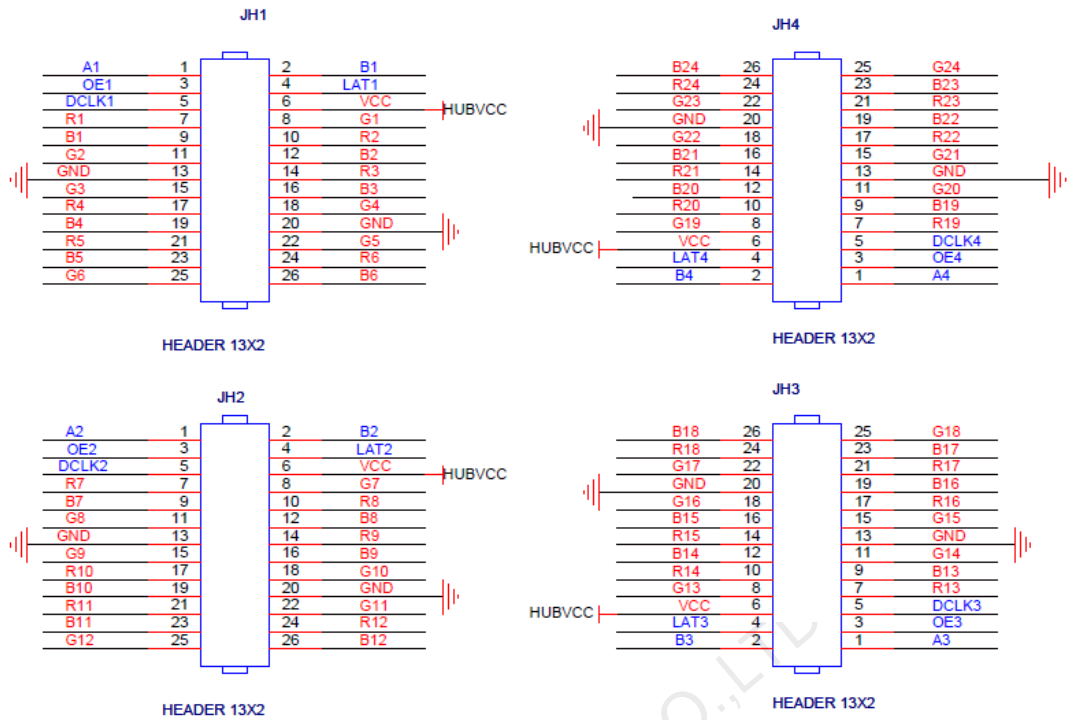 JH1
A1 1 2 B1
OE1 3 4 LAT1
DCLK1 5 6 VCC HUBVCC
R1 7 8 G1
B1 9 10 R2
G2 11 12 B2
GND 13 14 R3
G3 15 16 B3
R4 17 18 G4
B4 19 20 GND
R5 21 22 G5
B5 23 24 R6
G6 25 26 B6
HEADER 13X2
JH4
B24 26 25 G24
R24 24 23 B23
G23 22 21 R23
GND 20 19 B22
G22 18 17 R22
B21 16 15 G21
R21 14 13 GND
B20 12 11 G20
R20 10 9 B19
G19 8 7 R19
HUBVCC VCC 6 5 DCLK4
LAT4 4 3 OE4
B4 2 1 A4
HEADER 13X2
JH2
A2 1 2 B2
OE2 3 4 LAT2
DCLK2 5 6 VCC HUBVCC
R7 7 8 G7
B7 9 10 R8
G8 11 12 B8
GND 13 14 R9
G9 15 16 B9
R10 17 18 G10
B10 19 20 GND
R11 21 22 G11
B11 23 24 R12
G12 25 26 B12
HEADER 13X2
JH3
B18 26 25 G18
R18 24 23 B17
G17 22 21 R17
GND 20 19 B16
G16 18 17 R16
B15 16 15 G15
R15 14 13 GND
B14 12 11 G14
R14 10 9 B13
G13 8 7 R13
HUBVCC VCC 6 5 DCLK3
LAT3 4 3 OE3
B3 2 1 A3
HEADER 13X2